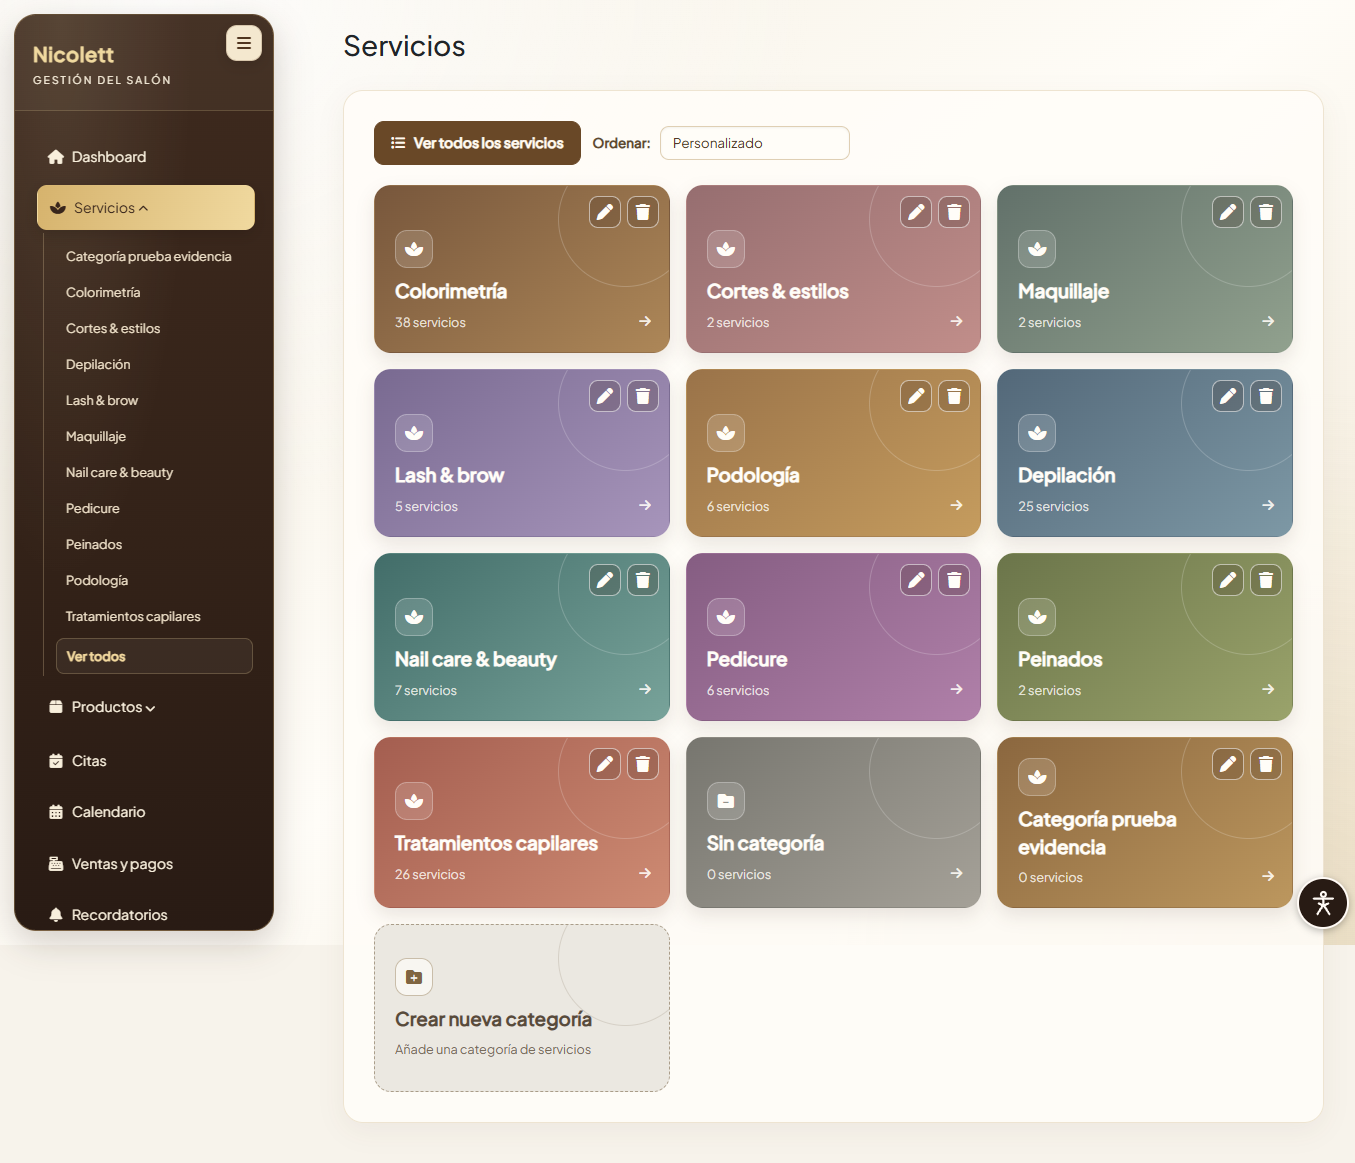 Nicolett
GESTIÓN DEL SALÓN
Dashboard
Servicios
Categoría prueba evidencia
Colorimetría
Cortes & estilos
Depilación
Lash & brow
Maquillaje
Nail care & beauty
Pedicure
Peinados
Podología
Tratamientos capilares
Ver todos
Productos
Citas
Calendario
Ventas y pagos
Recordatorios
Servicios
Ver todos los servicios
Ordenar:
Personalizado
Colorimetría
38 servicios
Cortes & estilos
2 servicios
Maquillaje
2 servicios
Lash & brow
5 servicios
Podología
6 servicios
Depilación
25 servicios
Nail care & beauty
7 servicios
Pedicure
6 servicios
Peinados
2 servicios
Tratamientos capilares
26 servicios
Sin categoría
0 servicios
Categoría prueba
evidencia
0 servicios
Crear nueva categoría
Añade una categoría de servicios